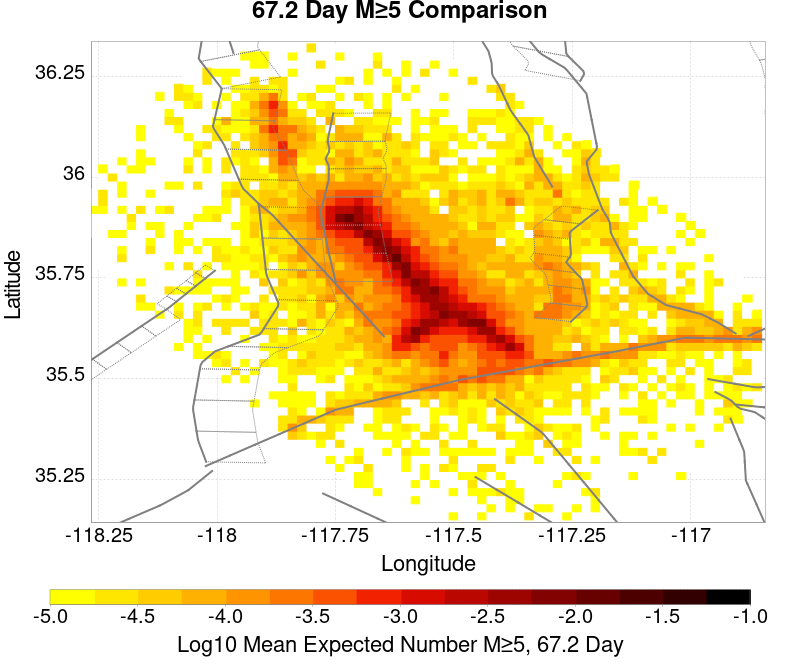 67.2 Day M≥5 Comparison
36.25
36
35.75
35.5
35.25
Latitude
-118.25 -118 -117.75 -117.5 -117.25 -117
Longitude
-5.0 -4.5 -4.0 -3.5 -3.0 -2.5 -2.0 -1.5 -1.0
Log10 Mean Expected Number M≥5, 67.2 Day